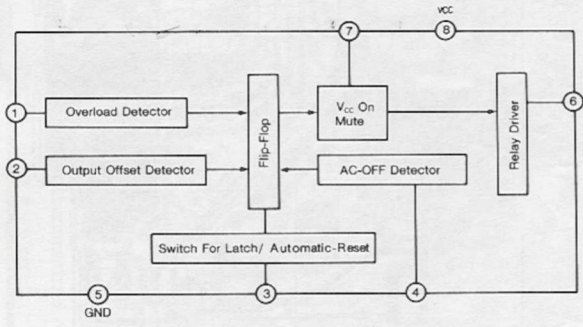 VCC
7
8
1
Overload Detector
Flip-Flop
VCC On
Mute
Relay Driver
6
2
Output Offset Detector
AC-OFF Detector
Switch For Latch/ Automatic-Reset
5
GND
3
4